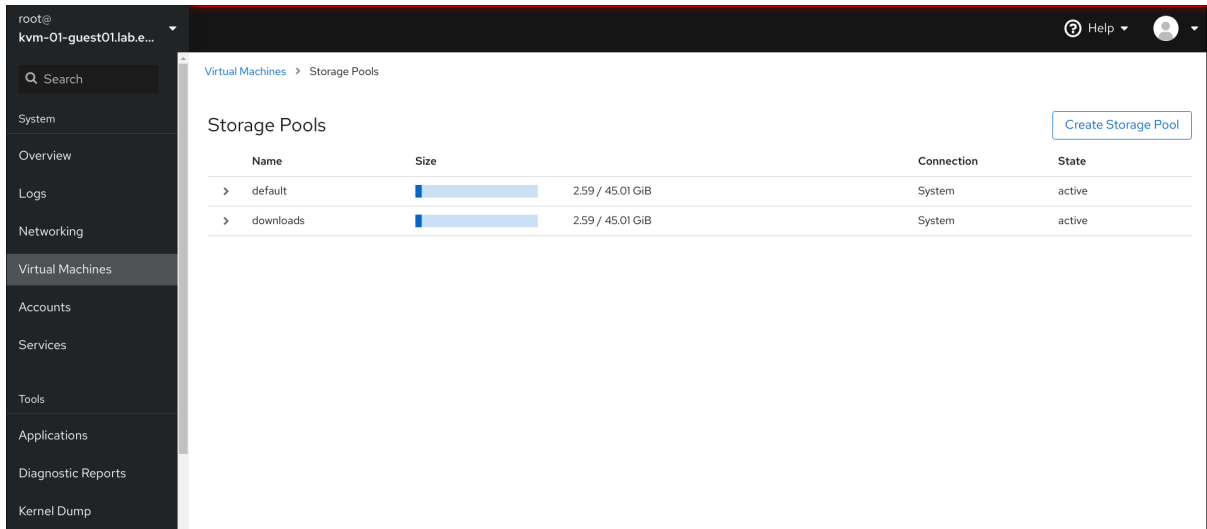 root@
kvm-01-guest01.lab.e...
Help
Search
System
Overview
Logs
Networking
Virtual Machines
Accounts
Services
Tools
Applications
Diagnostic Reports
Kernel Dump
Virtual Machines > Storage Pools
Storage Pools
Create Storage Pool
Name Size Connection State
default 2.59 / 45.01 GiB System active
downloads 2.59 / 45.01 GiB System active